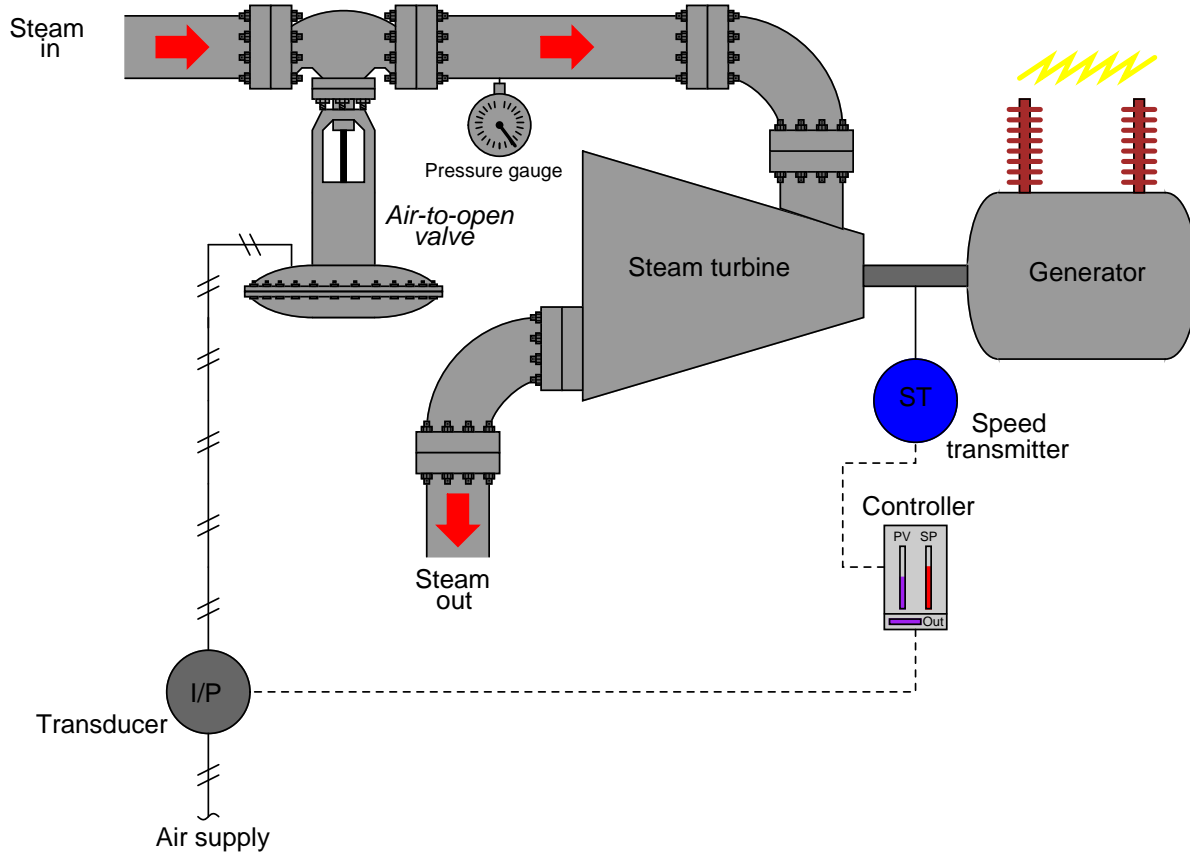 Steam
in
Pressure gauge
Air-to-open
valve
Steam turbine
Generator
ST
Speed
transmitter
Controller
PV SP
Out
Steam
out
I/P
Transducer
Air supply